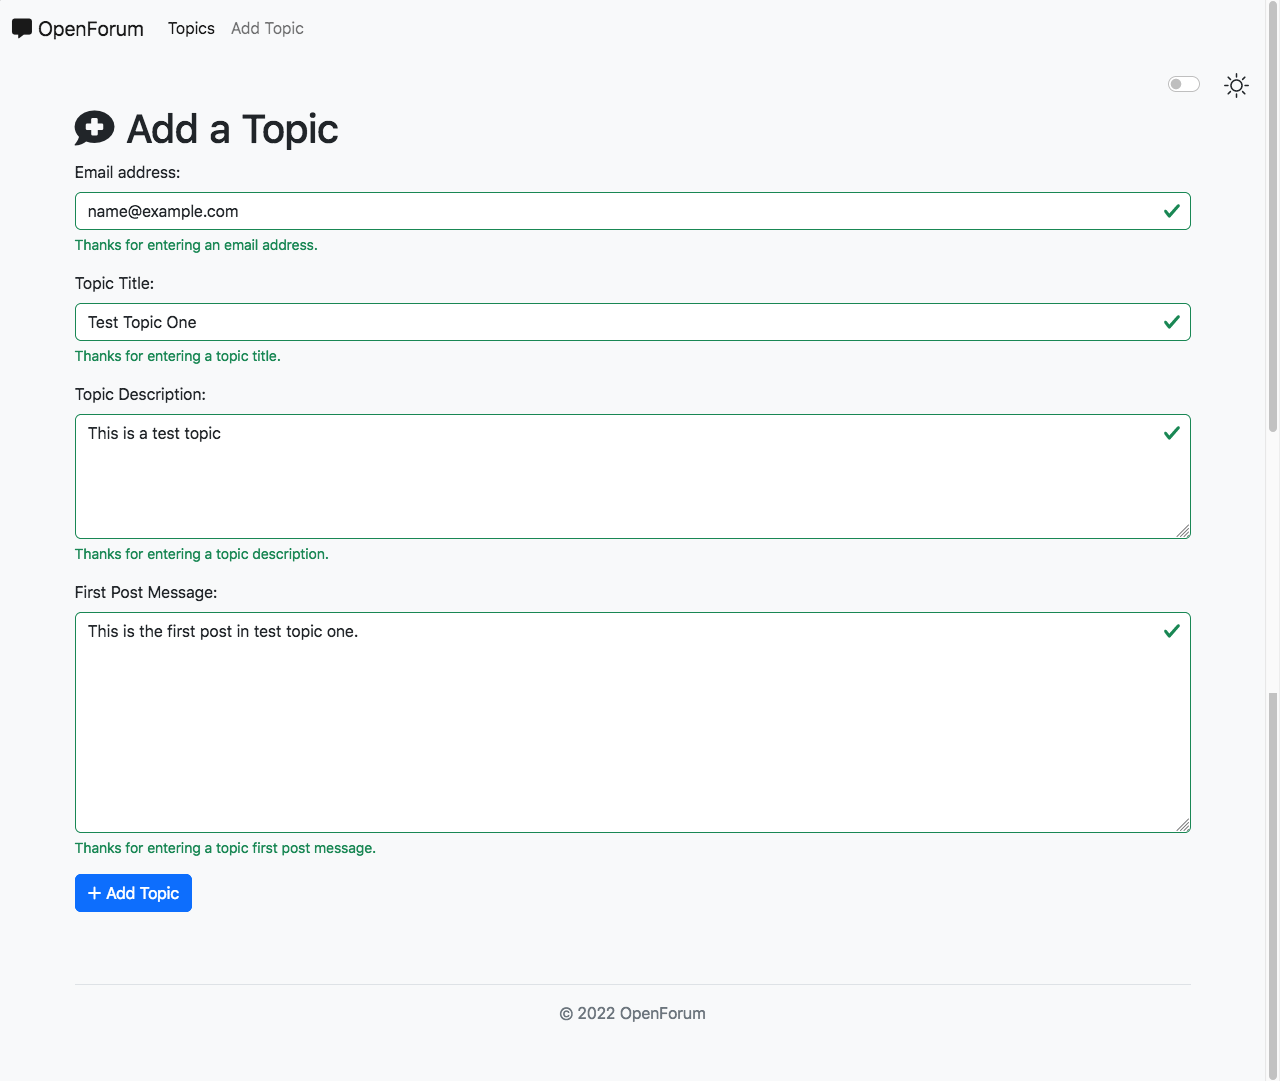 OpenForum Topics Add Topic
Add a Topic
Email address:
name@example.com
Thanks for entering an email address.
Topic Title:
Test Topic One
Thanks for entering a topic title.
Topic Description:
This is a test topic
Thanks for entering a topic description.
First Post Message:
This is the first post in test topic one.
Thanks for entering a topic first post message.
Add Topic
© 2022 OpenForum